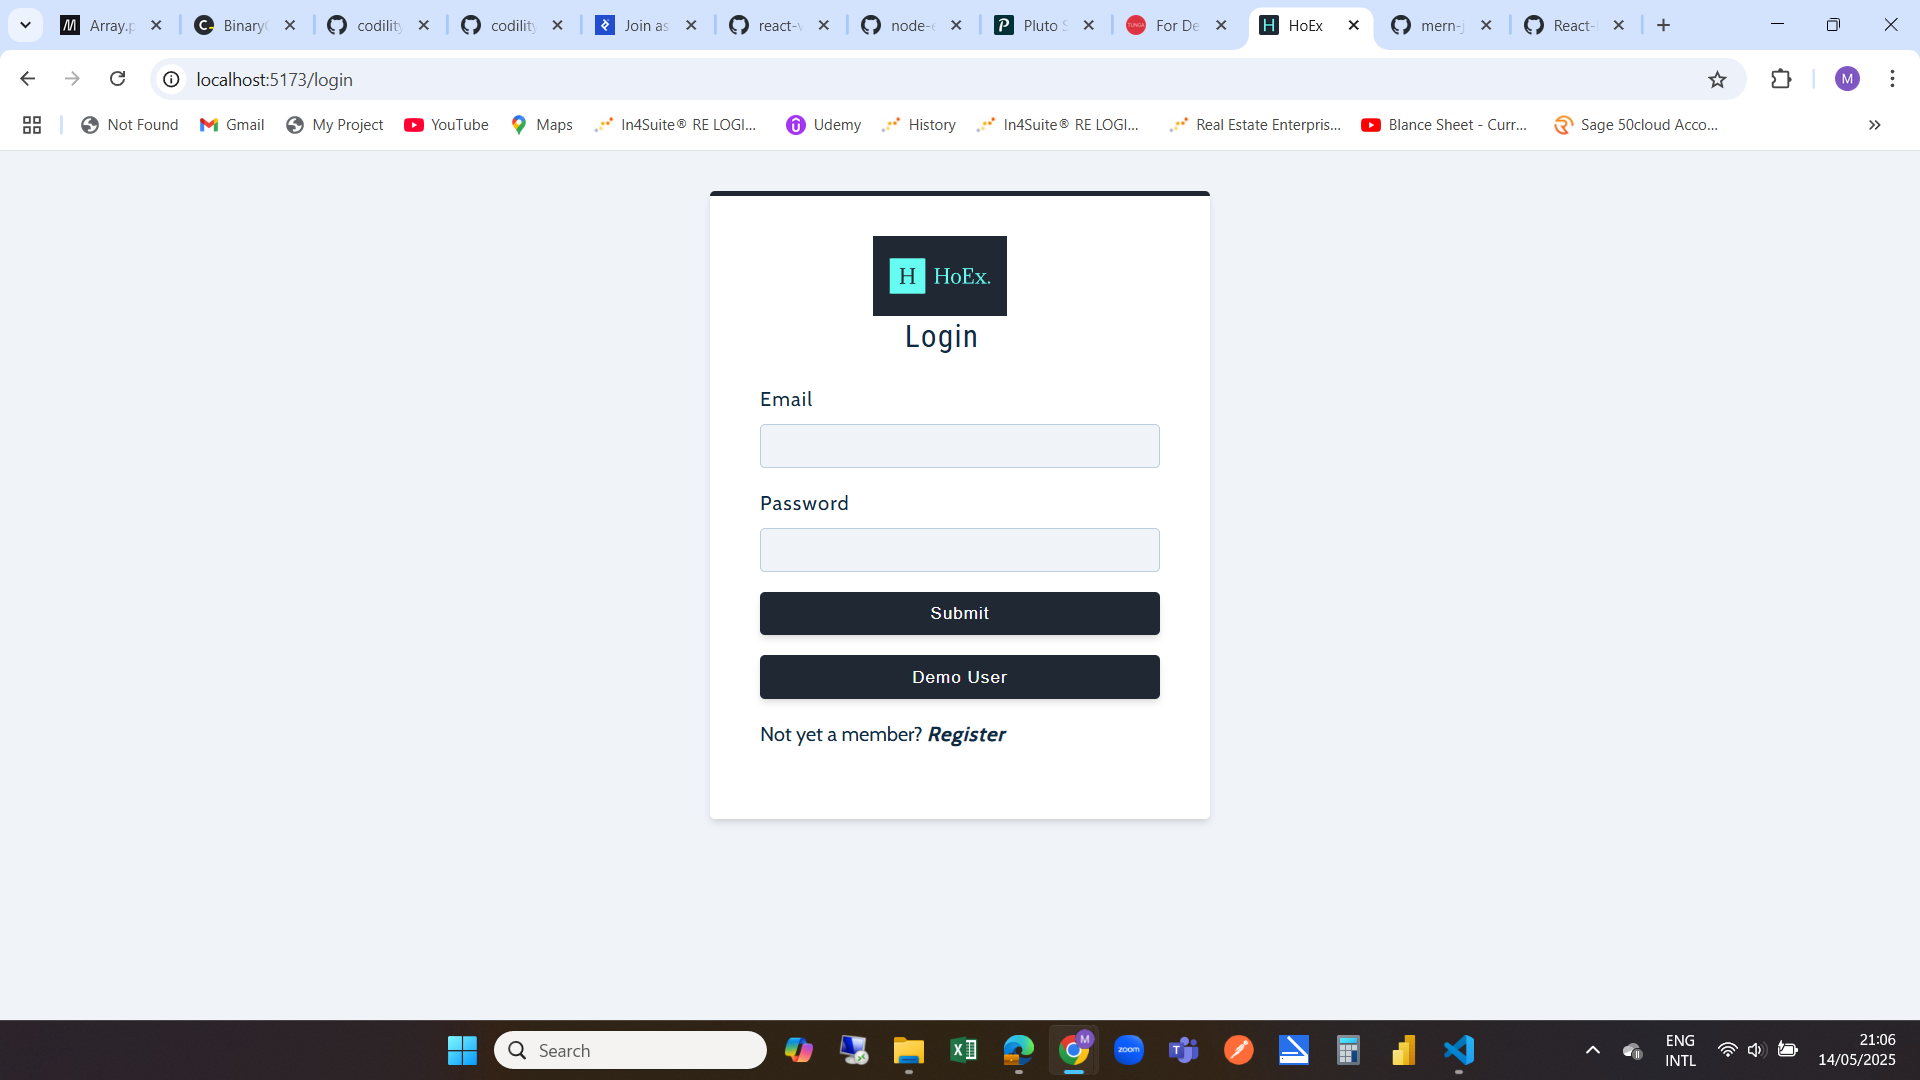 Array.p
Binary
codility
codility
Join as
react-v
node-e
Pluto S
For De
HoEx
mern-j
React-
localhost:5173/login
M
Not Found
Gmail
My Project
YouTube
Maps
In4Suite® RE LOGI...
Udemy
History
In4Suite® RE LOGI...
Real Estate Enterpris...
Blance Sheet - Curr...
Sage 50cloud Acco...
H HoEx.
Login
Email
Password
Submit
Demo User
Not yet a member? Register
Search
M
zoom
ENG
INTL
21:06
14/05/2025